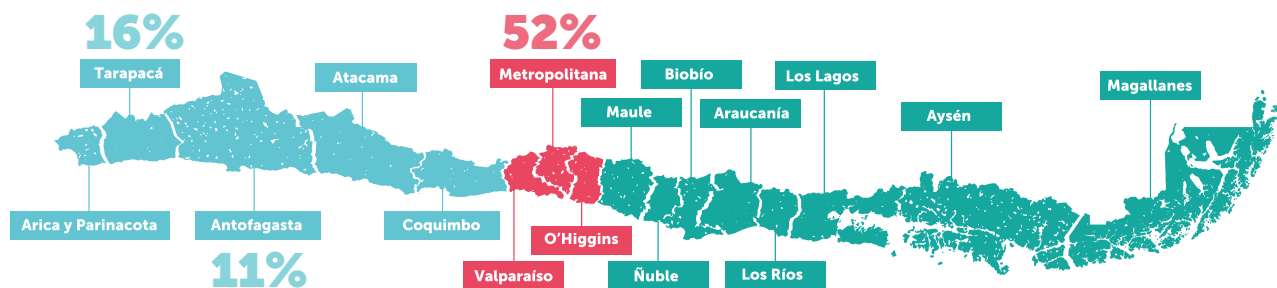 16%
52%
Tarapacá
Atacama
Metropolitana
Biobío
Los Lagos
Magallanes
Maule
Araucanía
Aysén
Arica y Parinacota
Antofagasta
Coquimbo
O'Higgins
Valparaíso
Ñuble
Los Ríos
11%